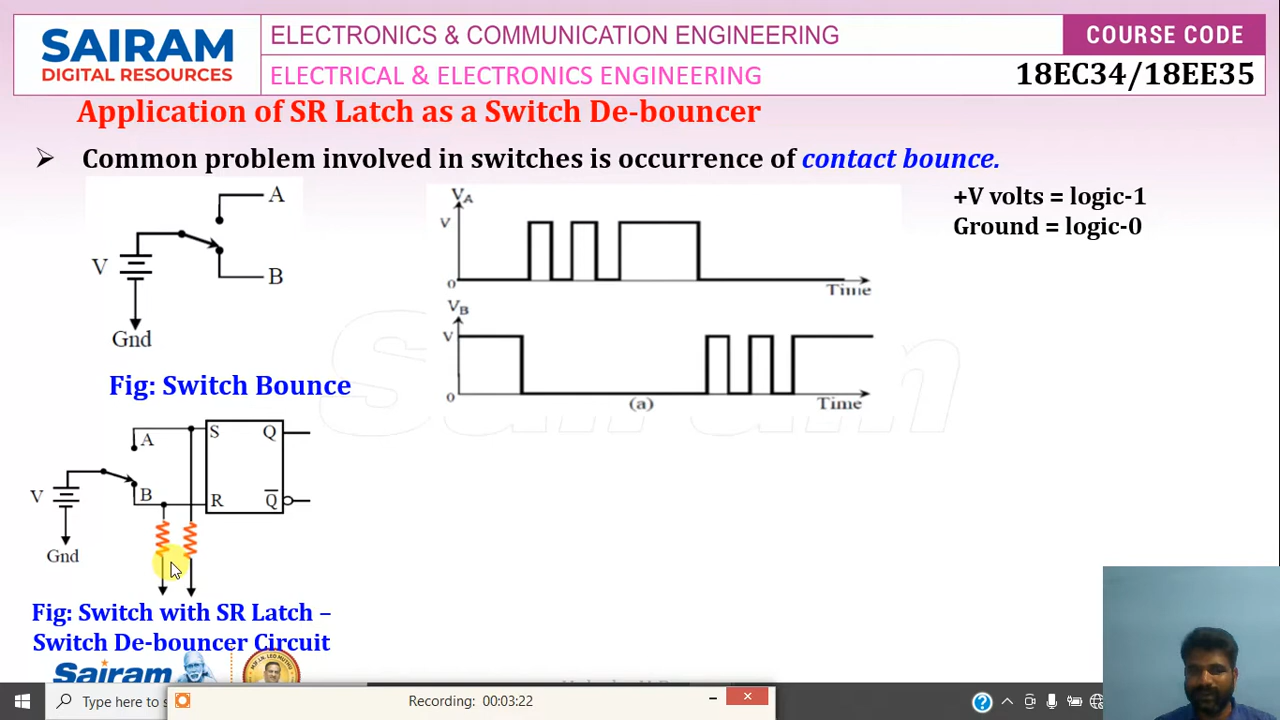 SAIRAM
DIGITAL RESOURCES
ELECTRONICS & COMMUNICATION ENGINEERING
ELECTRICAL & ELECTRONICS ENGINEERING
COURSE CODE
18EC34/18EE35
Application of SR Latch as a Switch De-bouncer
➢ Common problem involved in switches is occurrence of contact bounce.
A
V
B
Gnd
Fig: Switch Bounce
VA
V
0
Time
VB
V
0
(a)
Time
+V volts = logic-1
Ground = logic-0
A
S
Q
V
B
R
Q̅
Gnd
Fig: Switch with SR Latch –
Switch De-bouncer Circuit
Sairam
Sairam
Type here to s
Recording: 00:03:22